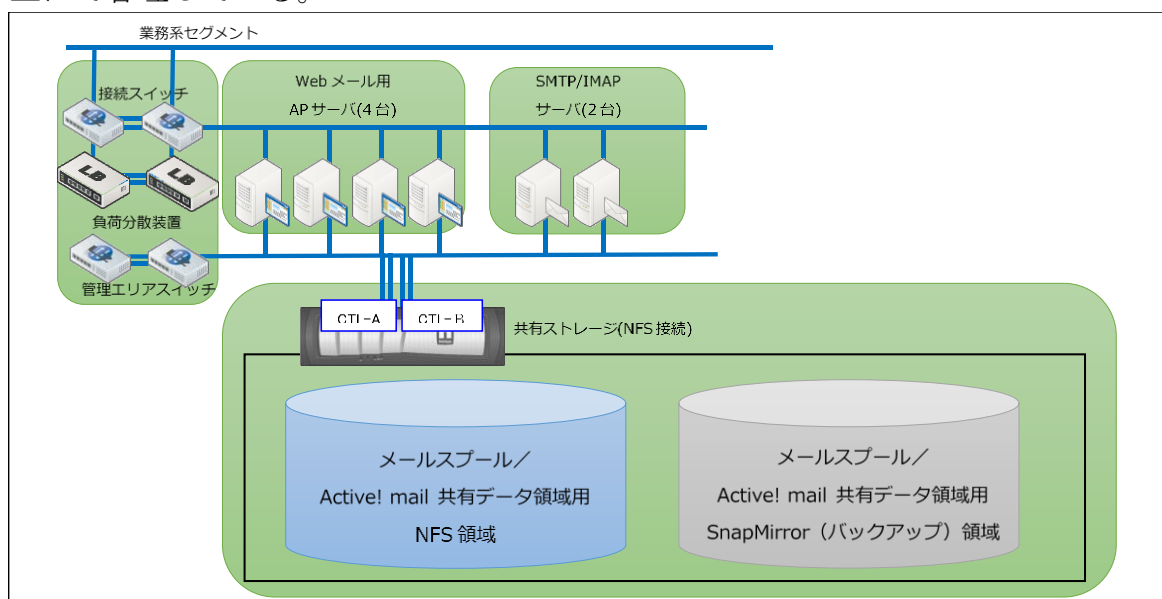 業務系セグメント
接続スイッチ
LB
LB
負荷分散装置
管理エリアスイッチ
Web メール用
AP サーバ(4 台)
SMTP/IMAP
サーバ(2 台)
CTL-A
CTL-B
共有ストレージ(NFS 接続)
メールスプール／
Active! mail 共有データ領域用
NFS 領域
メールスプール／
Active! mail 共有データ領域用
SnapMirror（バックアップ）領域